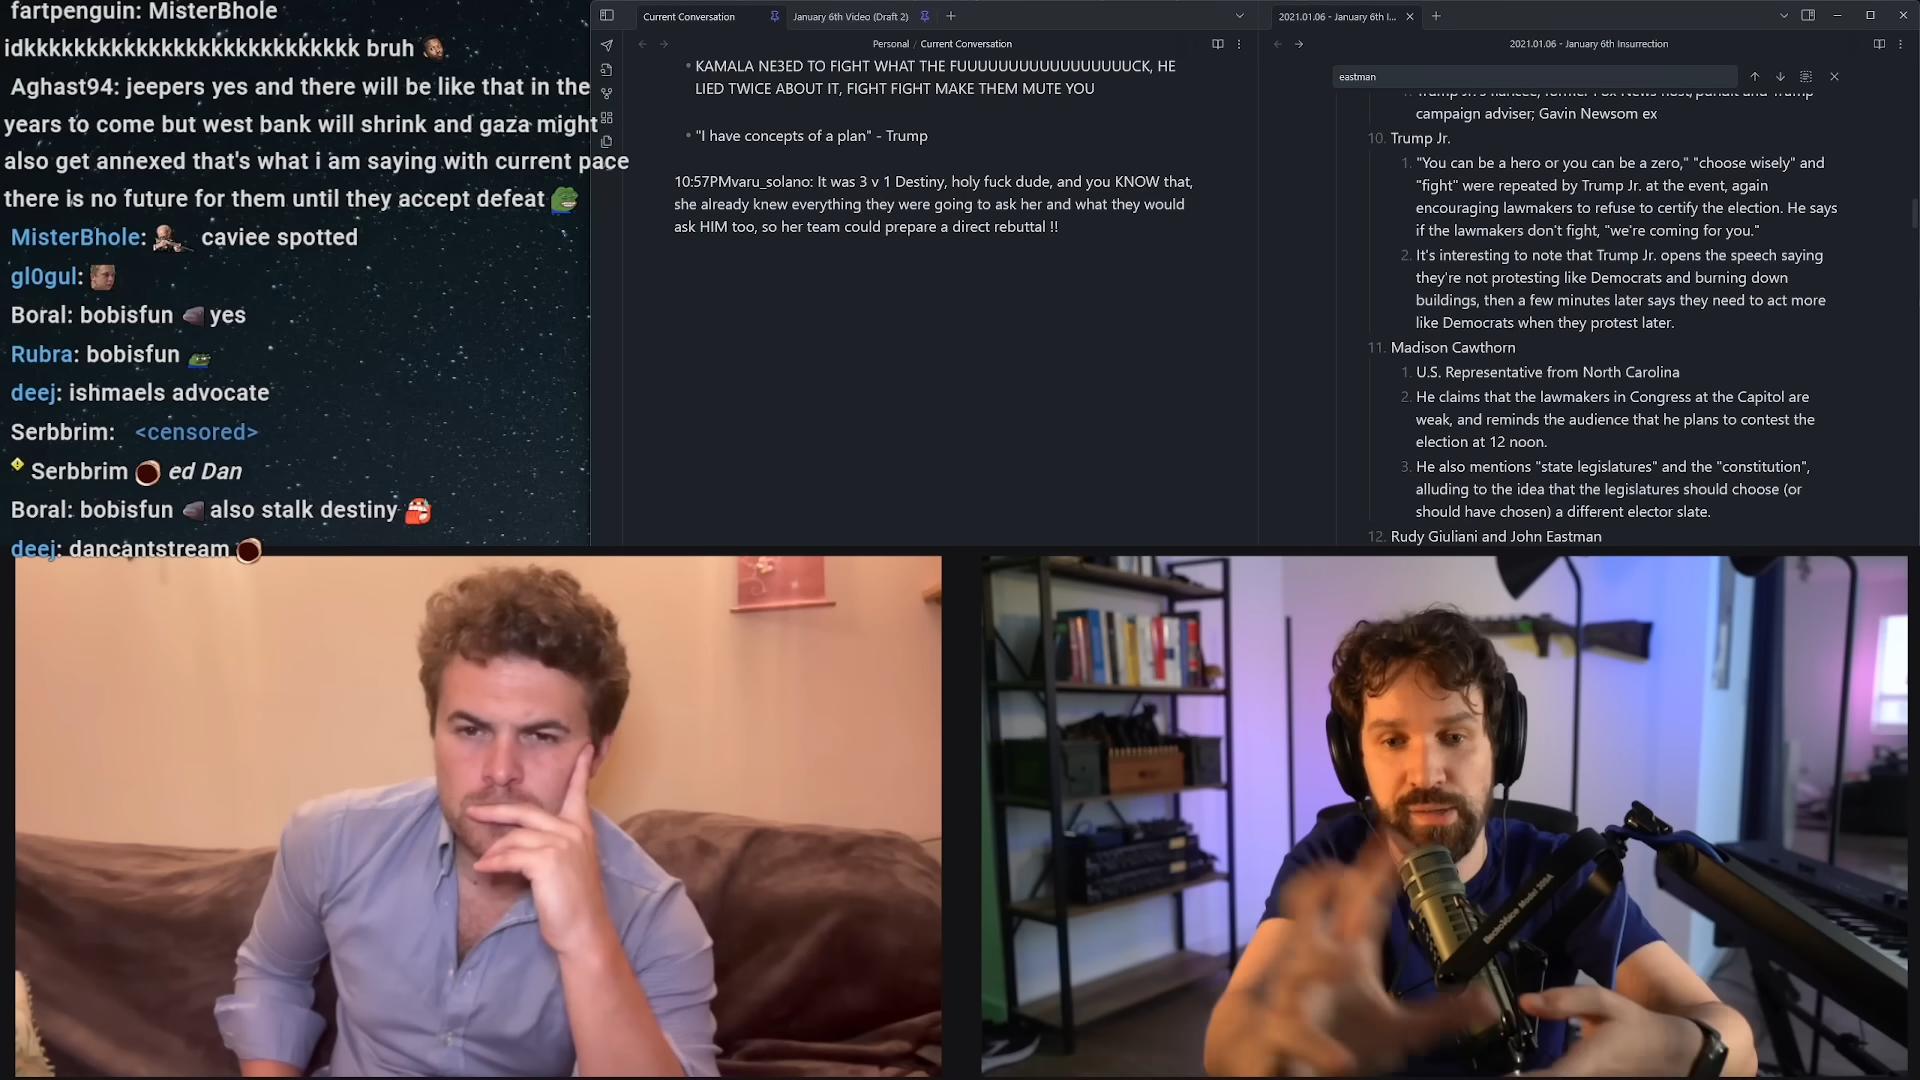 fartpenguin: MisterBhole
idkkkkkkkkkkkkkkkkkkkkkkkkkkk bruh
Aghast94: jeepers yes and there will be like that in the
years to come but west bank will shrink and gaza might
also get annexed that's what i am saying with current pace
there is no future for them until they accept defeat
MisterBhole: caviee spotted
gl0gul:
Boral: bobisfun yes
Rubra: bobisfun
deej: ishmaels advocate
Serbbrim: <censored>
Serbbrim ed Dan
Boral: bobisfun also stalk destiny
deej: dancantstream
Current Conversation
January 6th Video (Draft 2)
Personal / Current Conversation
KAMALA NE3ED TO FIGHT WHAT THE FUUUUUUUUUUUUUUUUUCK, HE
LIED TWICE ABOUT IT, FIGHT FIGHT MAKE THEM MUTE YOU
"I have concepts of a plan" - Trump
10:57PMvaru_solano: It was 3 v 1 Destiny, holy fuck dude, and you KNOW that,
she already knew everything they were going to ask her and what they would
ask HIM too, so her team could prepare a direct rebuttal !!
2021.01.06 - January 6th I...
2021.01.06 - January 6th Insurrection
eastman
campaign adviser; Gavin Newsom ex
10. Trump Jr.
1. "You can be a hero or you can be a zero," "choose wisely" and
"fight" were repeated by Trump Jr. at the event, again
encouraging lawmakers to refuse to certify the election. He says
if the lawmakers don't fight, "we're coming for you."
2. It's interesting to note that Trump Jr. opens the speech saying
they're not protesting like Democrats and burning down
buildings, then a few minutes later says they need to act more
like Democrats when they protest later.
11. Madison Cawthorn
1. U.S. Representative from North Carolina
2. He claims that the lawmakers in Congress at the Capitol are
weak, and reminds the audience that he plans to contest the
election at 12 noon.
3. He also mentions "state legislatures" and the "constitution",
alluding to the idea that the legislatures should choose (or
should have chosen) a different elector slate.
12. Rudy Giuliani and John Eastman